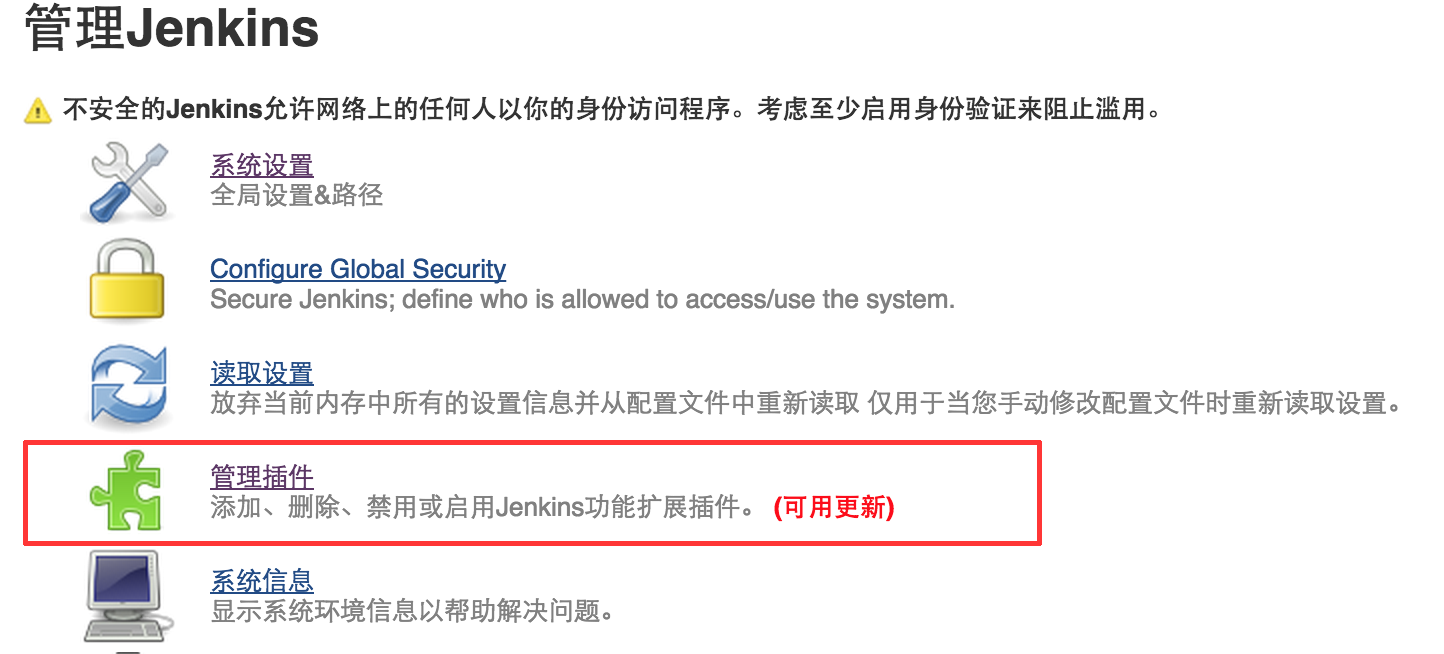 管理Jenkins
不安全的Jenkins允许网络上的任何人以你的身份访问程序。考虑至少启用身份验证来阻止滥用。
系统设置
全局设置&路径
Configure Global Security
Secure Jenkins; define who is allowed to access/use the system.
读取设置
放弃当前内存中所有的设置信息并从配置文件中重新读取 仅用于当您手动修改配置文件时重新读取设置。
管理插件
添加、删除、禁用或启用Jenkins功能扩展插件。 (可用更新)
系统信息
显示系统环境信息以帮助解决问题。